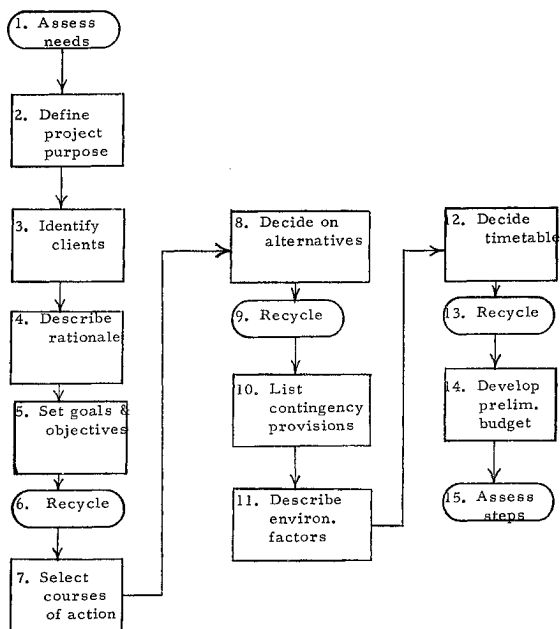 1. Assess
needs
2. Define
project
purpose
3. Identify
clients
4. Describe
rationale
5. Set goals &
objectives
6. Recycle
7. Select
courses
of action
8. Decide on
alternatives
9. Recycle
10. List
contingency
provisions
11. Describe
environ.
factors
12. Decide
timetable
13. Recycle
14. Develop
prelim.
budget
15. Assess
steps